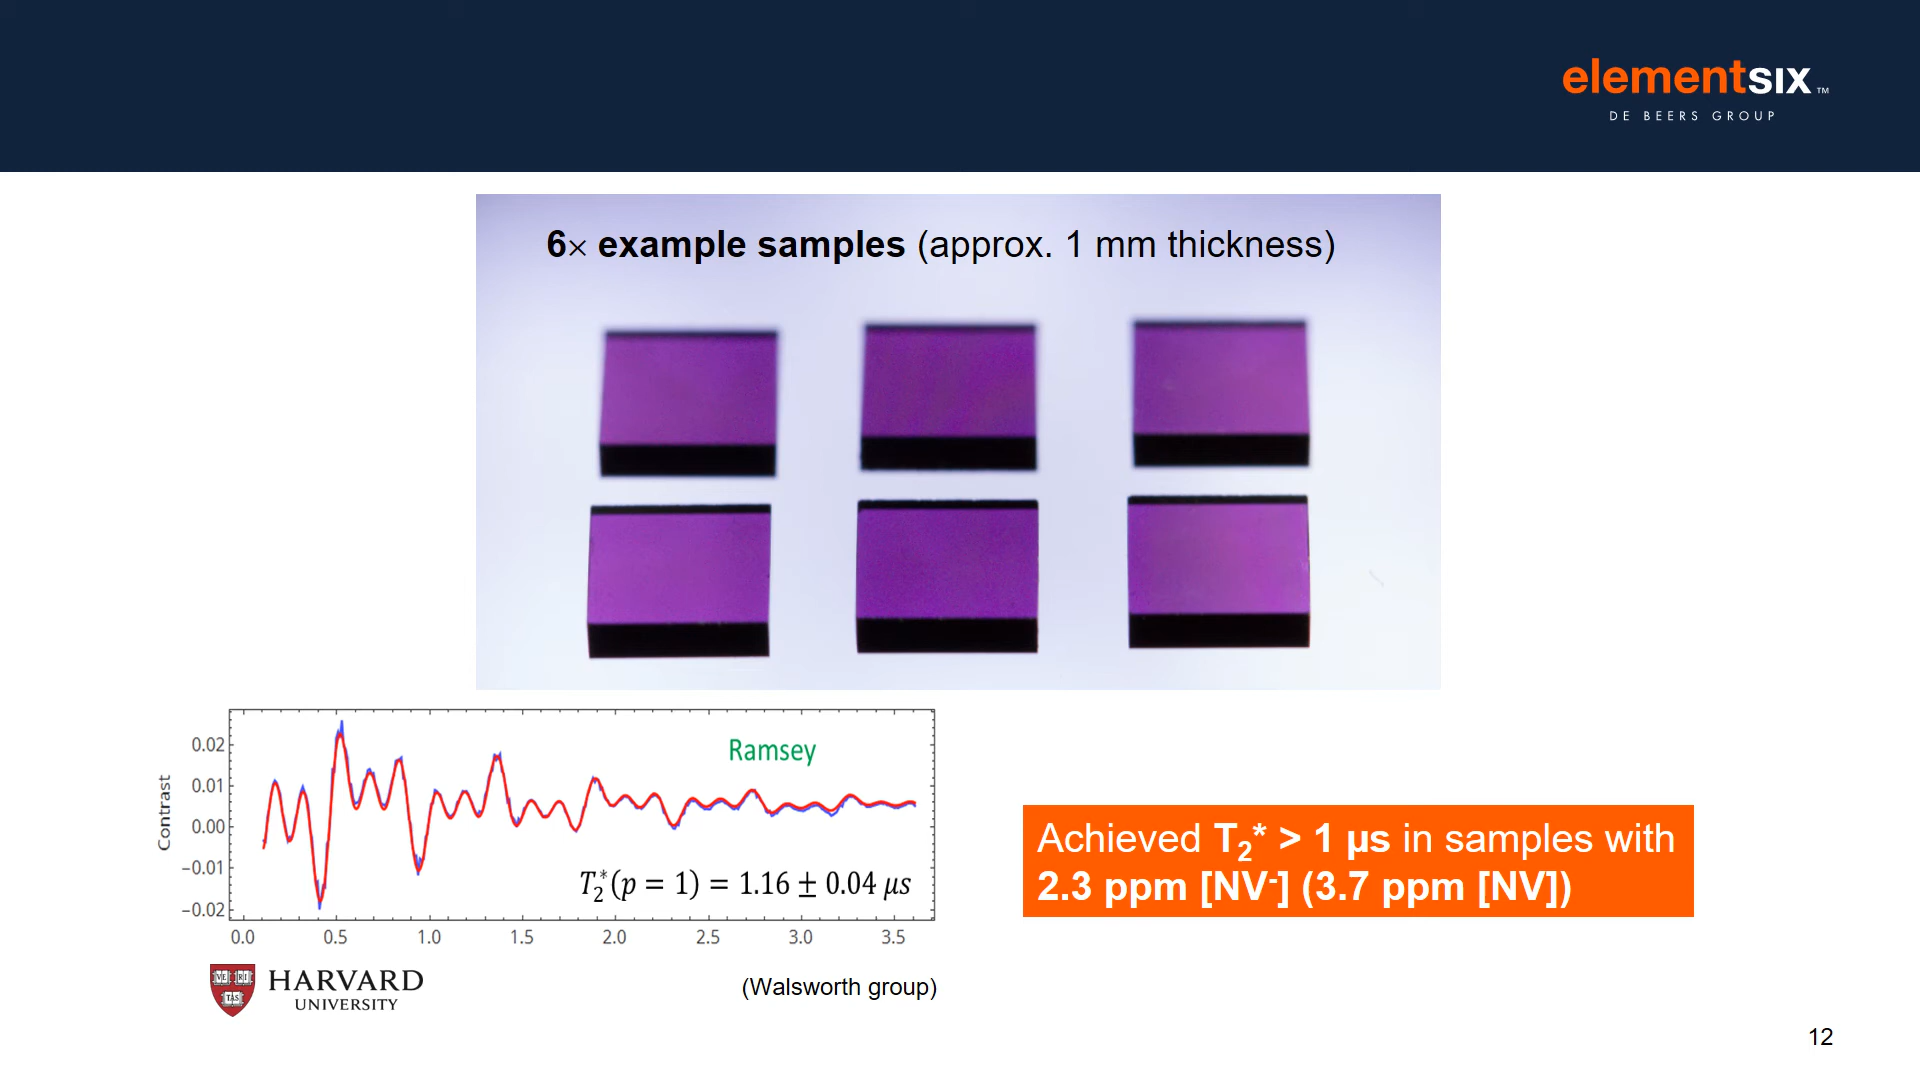 elementsix™
DE BEERS GROUP
6× example samples (approx. 1 mm thickness)
Contrast
0.02
0.01
0.00
−0.01
−0.02
Ramsey
T₂*(p = 1) = 1.16 ± 0.04 μs
0.0 0.5 1.0 1.5 2.0 2.5 3.0 3.5
VE RI
TAS
HARVARD
UNIVERSITY
(Walsworth group)
Achieved T₂* > 1 µs in samples with
2.3 ppm [NV⁻] (3.7 ppm [NV])
12